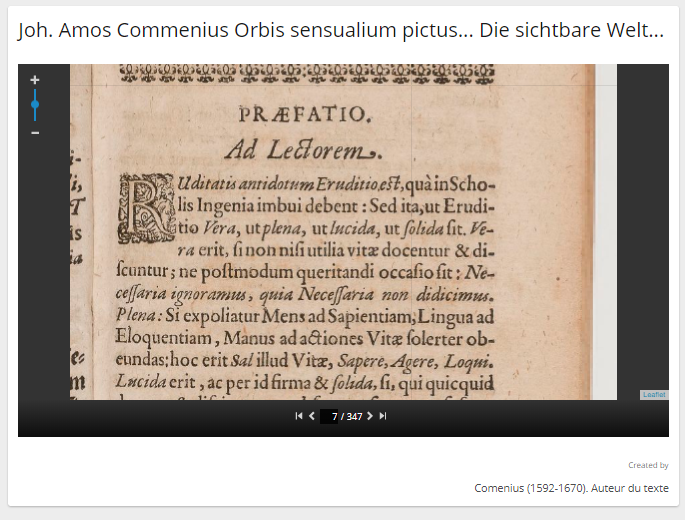 Joh. Amos Commenius Orbis sensualium pictus... Die sichtbare Welt...
PRÆFATIO.
Ad Lectorem.
RUditatis antidotum Eruditio est, quà in Scho-
lis Ingenia imbui debent : Sed ita, ut Erudi-
tio Vera, ut plena, ut lucida, ut ſolida ſit. Ve-
ra erit, ſi non niſi utilia vitæ docentur & di-
ſcuntur; ne poſtmodum queritandi occaſio ſit : Ne-
ceſſaria ignoramus, quia Neceſſaria non didicimus.
Plena: Si expoliatur Mens ad Sapientiam, Lingua ad
Eloquentiam, Manus ad actiones Vitæ ſolerter ob-
eundas; hoc erit Sal illud Vitæ, Sapere, Agere, Loqui.
Lucida erit, ac per id firma & ſolida, ſi, qui quicquid
Leaflet
7 / 347
Created by
Comenius (1592-1670). Auteur du texte